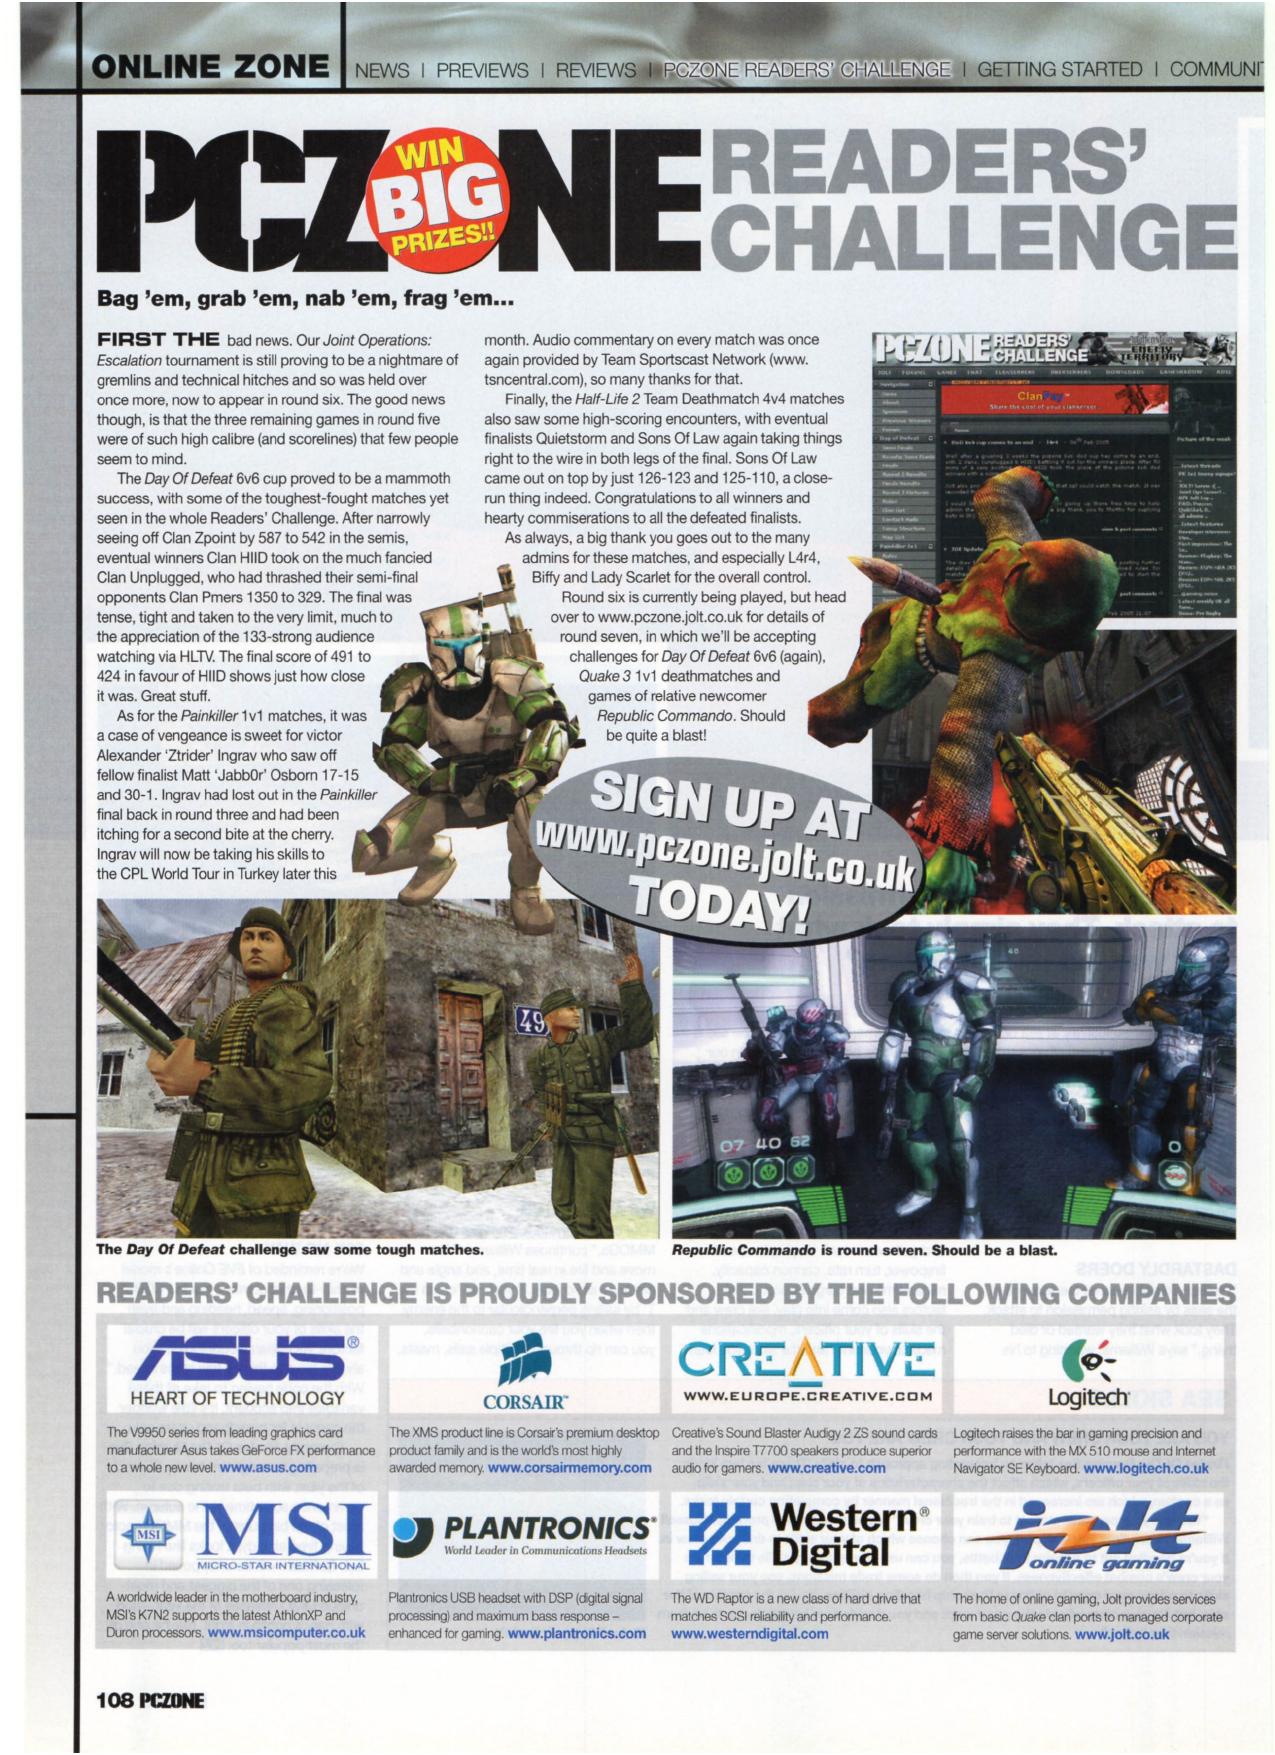 ONLINE ZONE
NEWS | PREVIEWS | REVIEWS | PCZONE READERS' CHALLENGE | GETTING STARTED | COMMUNI
PCZONE READERS' CHALLENGE
WIN
BIG
PRIZES!!
Bag 'em, grab 'em, nab 'em, frag 'em...
FIRST THE bad news. Our Joint Operations:
Escalation tournament is still proving to be a nightmare of
gremlins and technical hitches and so was held over
once more, now to appear in round six. The good news
though, is that the three remaining games in round five
were of such high calibre (and scorelines) that few people
seem to mind.
The Day Of Defeat 6v6 cup proved to be a mammoth
success, with some of the toughest-fought matches yet
seen in the whole Readers' Challenge. After narrowly
seeing off Clan Zpoint by 587 to 542 in the semis,
eventual winners Clan HIID took on the much fancied
Clan Unplugged, who had thrashed their semi-final
opponents Clan Pmers 1350 to 329. The final was
tense, tight and taken to the very limit, much to
the appreciation of the 133-strong audience
watching via HLTV. The final score of 491 to
424 in favour of HIID shows just how close
it was. Great stuff.
As for the Painkiller 1v1 matches, it was
a case of vengeance is sweet for victor
Alexander 'Ztrider' Ingrav who saw off
fellow finalist Matt 'Jabb0r' Osborn 17-15
and 30-1. Ingrav had lost out in the Painkiller
final back in round three and had been
itching for a second bite at the cherry.
Ingrav will now be taking his skills to
the CPL World Tour in Turkey later this
month. Audio commentary on every match was once
again provided by Team Sportscast Network (www.
tsncentral.com), so many thanks for that.
Finally, the Half-Life 2 Team Deathmatch 4v4 matches
also saw some high-scoring encounters, with eventual
finalists Quietstorm and Sons Of Law again taking things
right to the wire in both legs of the final. Sons Of Law
came out on top by just 126-123 and 125-110, a close-
run thing indeed. Congratulations to all winners and
hearty commiserations to all the defeated finalists.
As always, a big thank you goes out to the many
admins for these matches, and especially L4r4,
Biffy and Lady Scarlet for the overall control.
Round six is currently being played, but head
over to www.pczone.jolt.co.uk for details of
round seven, in which we'll be accepting
challenges for Day Of Defeat 6v6 (again),
Quake 3 1v1 deathmatches and
games of relative newcomer
Republic Commando. Should
be quite a blast!
PCZONE READERS' CHALLENGE
ENEMY TERRITORY
ClanPay
Share the cost of your clanserver
SIGN UP AT
www.pczone.jolt.co.uk
TODAY!
49
07 40 62
0
The Day Of Defeat challenge saw some tough matches.
Republic Commando is round seven. Should be a blast.
READERS' CHALLENGE IS PROUDLY SPONSORED BY THE FOLLOWING COMPANIES
ASUS
HEART OF TECHNOLOGY
The V9950 series from leading graphics card
manufacturer Asus takes GeForce FX performance
to a whole new level. www.asus.com
CORSAIR™
The XMS product line is Corsair's premium desktop
product family and is the world's most highly
awarded memory. www.corsairmemory.com
CREATIVE
WWW.EUROPE.CREATIVE.COM
Creative's Sound Blaster Audigy 2 ZS sound cards
and the Inspire T7700 speakers produce superior
audio for gamers. www.creative.com
Logitech
Logitech raises the bar in gaming precision and
performance with the MX 510 mouse and Internet
Navigator SE Keyboard. www.logitech.co.uk
MSI
MSI
MICRO-STAR INTERNATIONAL
A worldwide leader in the motherboard industry,
MSI's K7N2 supports the latest AthlonXP and
Duron processors. www.msicomputer.co.uk
PLANTRONICS®
World Leader in Communications Headsets
Plantronics USB headset with DSP (digital signal
processing) and maximum bass response –
enhanced for gaming. www.plantronics.com
Western®
Digital
The WD Raptor is a new class of hard drive that
matches SCSI reliability and performance.
www.westerndigital.com
jolt
online gaming
The home of online gaming, Jolt provides services
from basic Quake clan ports to managed corporate
game server solutions. www.jolt.co.uk
108 PCZONE